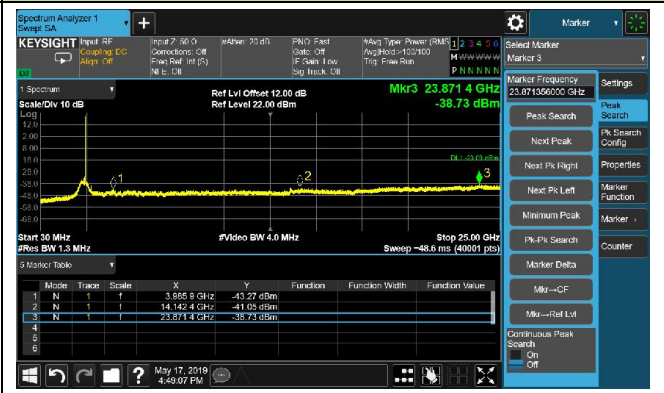 Spectrum Analyzer 1
Swept SA
+
Marker
KEYSIGHT
Input: RF
Coupling: DC
Align: Off
Input Z: 50 Ω
Corrections: Off
Freq Ref: Int (S)
NFE: Off
#Atten: 20 dB
PNO: Fast
Gate: Off
IF Gain: Low
Sig Track: Off
#Avg Type: Power (RMS
Avg|Hold:>100/100
Trig: Free Run
1 2 3 4 5 6
M W W W W W
P N N N N N
Select Marker
Marker 3
1 Spectrum
Scale/Div 10 dB
Log
Ref Lvl Offset 12.00 dB
Ref Level 22.00 dBm
Mkr3 23.871 4 GHz
-38.73 dBm
12.0
2.00
-8.00
-18.0
-28.0
-38.0
-48.0
-58.0
-68.0
1
2
3
Start 30 MHz
#Res BW 1.3 MHz
#Video BW 4.0 MHz
Stop 25.00 GHz
Sweep ~48.6 ms (40001 pts)
5 Marker Table
Mode Trace Scale X Y Function Function Width Function Value
1 N 1 f 3.985 9 GHz -43.27 dBm
2 N 1 f 14.142 4 GHz -41.05 dBm
3 N 1 f 23.871 4 GHz -38.73 dBm
4
5
6
Marker Frequency
23.871356000 GHz
Peak Search
Next Peak
Next Pk Right
Next Pk Left
Minimum Peak
Pk-Pk Search
Marker Delta
Mkr→CF
Mkr→Ref Lvl
Continuous Peak
Search
On
Off
Settings
Peak
Search
Pk Search
Config
Properties
Marker
Function
Marker→
Counter
?
May 17, 2019
4:49:07 PM